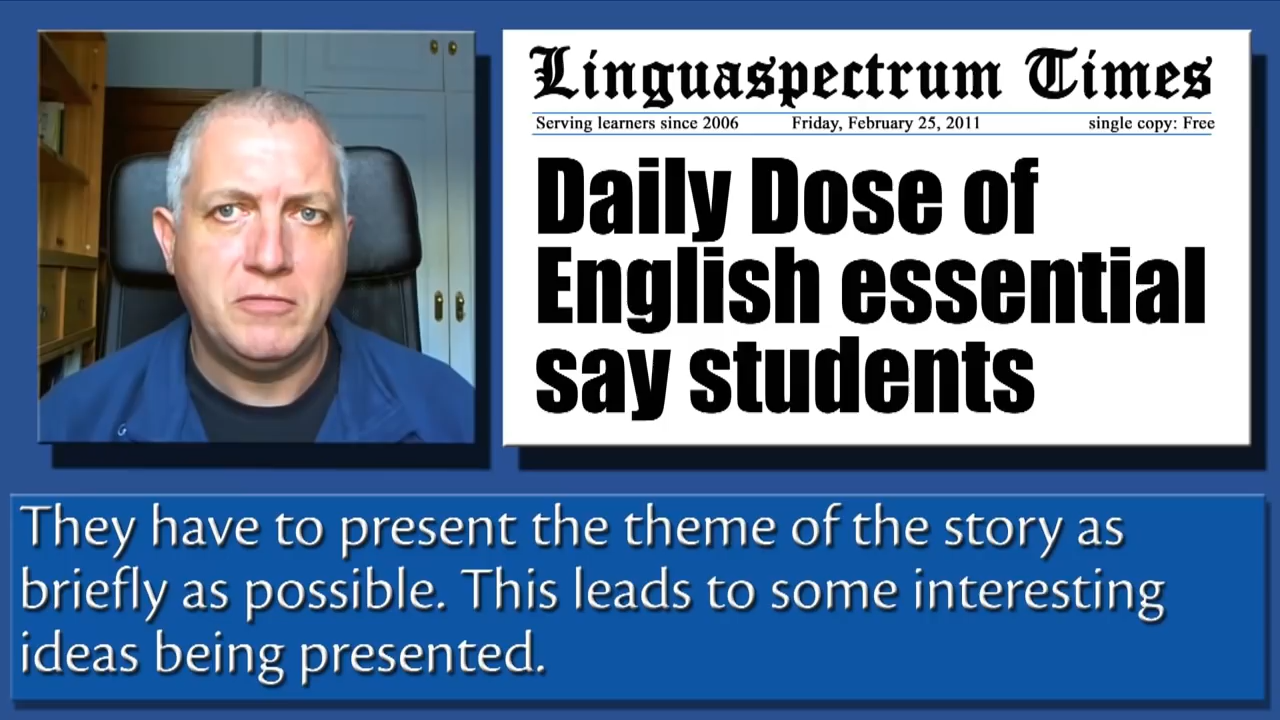 Linguaspectrum Times
Serving learners since 2006 Friday, February 25, 2011 single copy: Free
Daily Dose of
English essential
say students
They have to present the theme of the story as
briefly as possible. This leads to some interesting
ideas being presented.